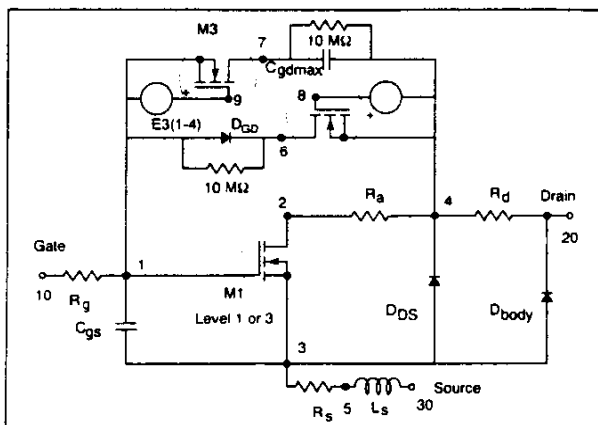 M3
7
10 MΩ
Cgdmax
8
+
9
E3(1-4)
DGD
6
+
10 MΩ
2
Ra
4
Rd
Drain
20
Gate
1
10
Rg
M1
Level 1 or 3
Cgs
DDS
Dbody
3
Rs
5
Ls
30
Source